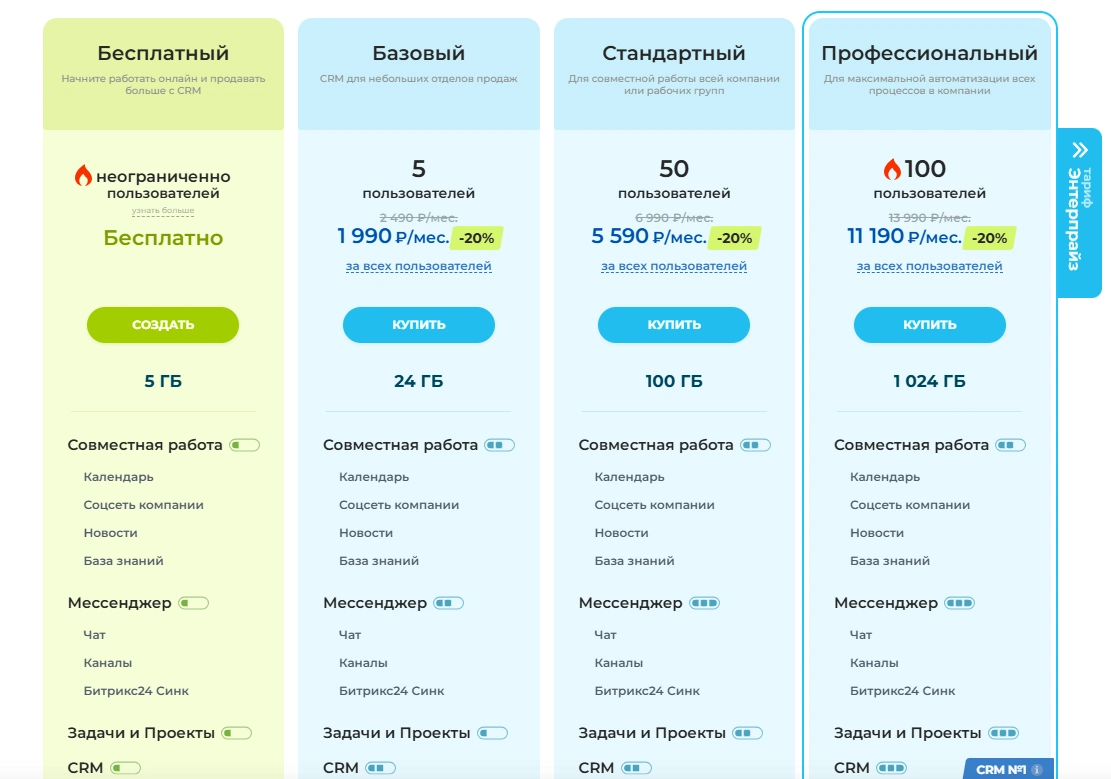 Бесплатный
Начните работать онлайн и продавать
больше с CRM
неограниченно
пользователей
узнать больше
Бесплатно
СОЗДАТЬ
5 ГБ
Совместная работа
Календарь
Соцсеть компании
Новости
База знаний
Мессенджер
Чат
Каналы
Битрикс24 Синк
Задачи и Проекты
CRM
Базовый
CRM для небольших отделов продаж
5
пользователей
2 490 ₽/мес.
1 990 ₽/мес. -20%
за всех пользователей
КУПИТЬ
24 ГБ
Совместная работа
Календарь
Соцсеть компании
Новости
База знаний
Мессенджер
Чат
Каналы
Битрикс24 Синк
Задачи и Проекты
CRM
Стандартный
Для совместной работы всей компании
или рабочих групп
50
пользователей
6 990 ₽/мес.
5 590 ₽/мес. -20%
за всех пользователей
КУПИТЬ
100 ГБ
Совместная работа
Календарь
Соцсеть компании
Новости
База знаний
Мессенджер
Чат
Каналы
Битрикс24 Синк
Задачи и Проекты
CRM
Профессиональный
Для максимальной автоматизации всех
процессов в компании
100
пользователей
13 990 ₽/мес.
11 190 ₽/мес. -20%
за всех пользователей
КУПИТЬ
1 024 ГБ
Совместная работа
Календарь
Соцсеть компании
Новости
База знаний
Мессенджер
Чат
Каналы
Битрикс24 Синк
Задачи и Проекты
CRM
CRM №1
тариф
Энтерпрайз